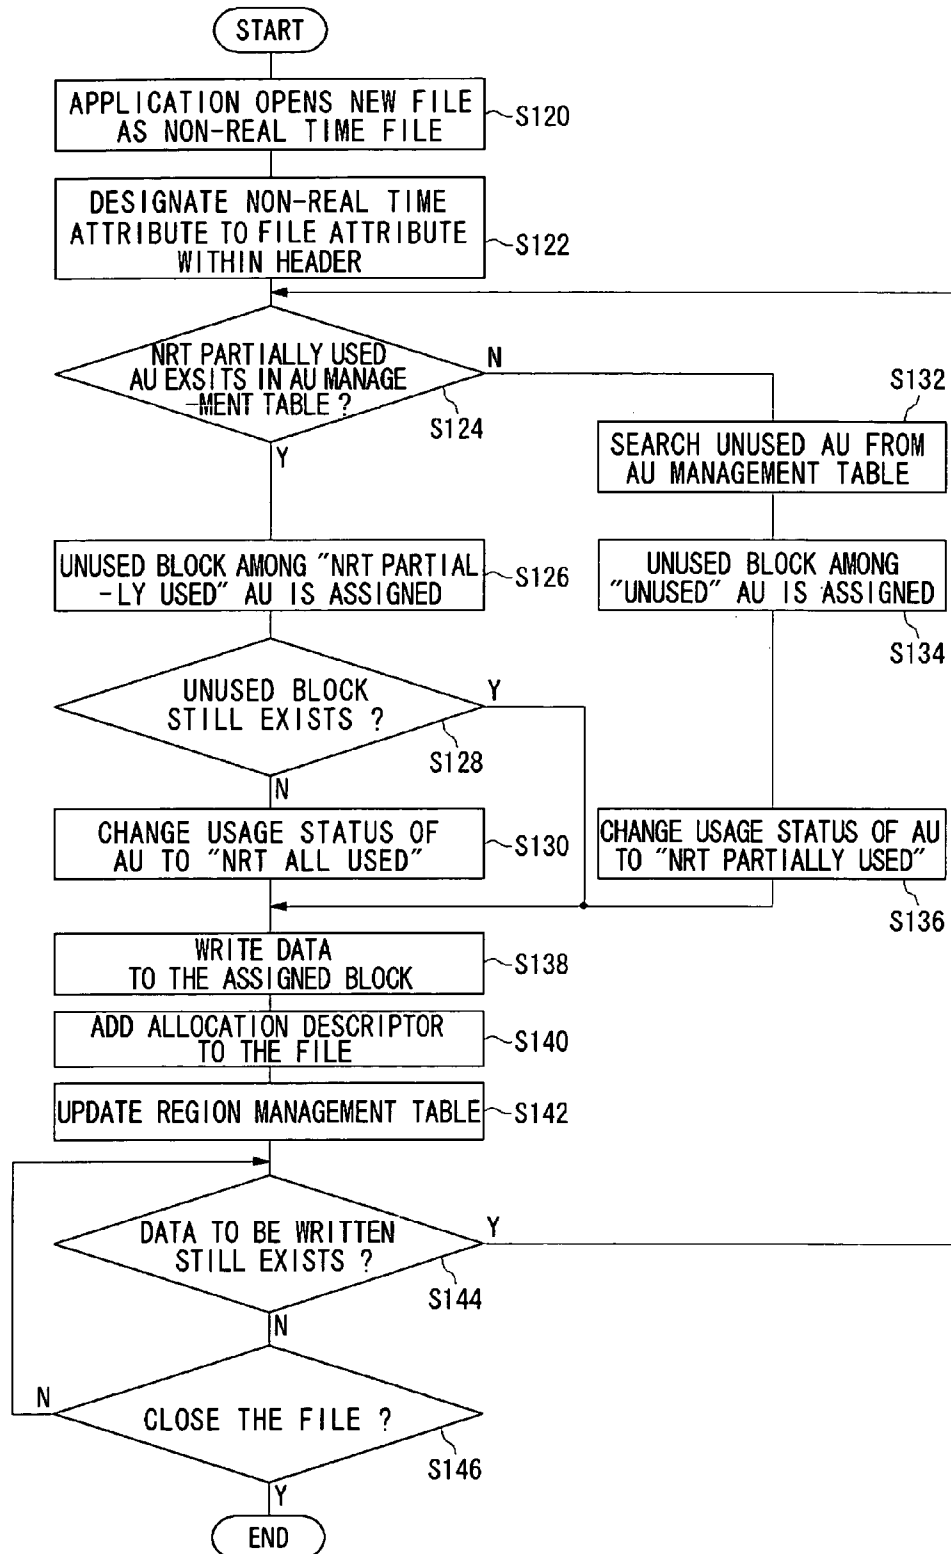 START
APPLICATION OPENS NEW FILE
AS NON-REAL TIME FILE
S120
DESIGNATE NON-REAL TIME
ATTRIBUTE TO FILE ATTRIBUTE
WITHIN HEADER
S122
NRT PARTIALLY USED
AU EXSITS IN AU MANAGE
-MENT TABLE ?
N
S124
Y
S132
SEARCH UNUSED AU FROM
AU MANAGEMENT TABLE
UNUSED BLOCK AMONG "NRT PARTIAL
-LY USED" AU IS ASSIGNED
S126
UNUSED BLOCK AMONG
"UNUSED" AU IS ASSIGNED
S134
UNUSED BLOCK
STILL EXISTS ?
Y
S128
N
CHANGE USAGE STATUS OF
AU TO "NRT ALL USED"
S130
CHANGE USAGE STATUS OF AU
TO "NRT PARTIALLY USED"
S136
WRITE DATA
TO THE ASSIGNED BLOCK
S138
ADD ALLOCATION DESCRIPTOR
TO THE FILE
S140
UPDATE REGION MANAGEMENT TABLE
S142
DATA TO BE WRITTEN
STILL EXISTS ?
Y
S144
N
CLOSE THE FILE ?
N
S146
Y
END